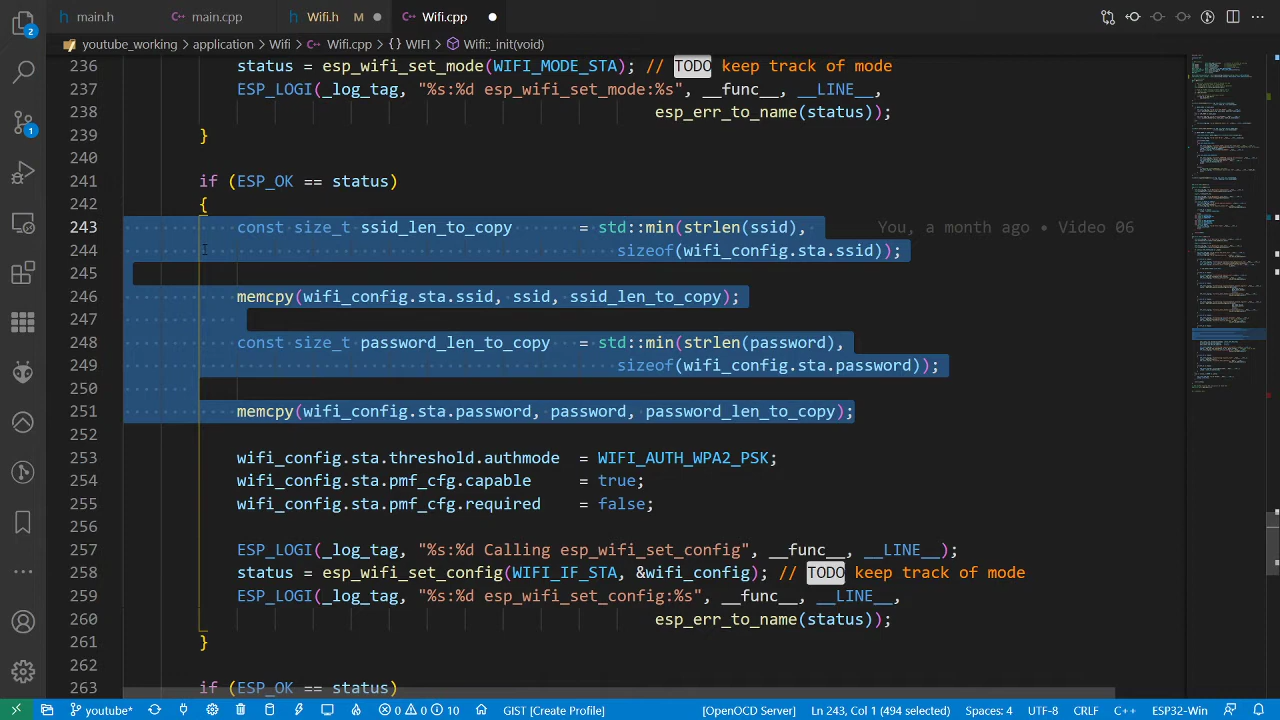 main.h main.cpp Wifi.h M Wifi.cpp
youtube_working > application > Wifi > Wifi.cpp > {} WIFI > Wifi::_init(void)
236 status = esp_wifi_set_mode(WIFI_MODE_STA); // TODO keep track of mode
237 ESP_LOGI(_log_tag, "%s:%d esp_wifi_set_mode:%s", __func__, __LINE__,
238 esp_err_to_name(status));
239 }
240
241 if (ESP_OK == status)
242 {
243 const size_t ssid_len_to_copy = std::min(strlen(ssid), You, a month ago • Video 06
244 sizeof(wifi_config.sta.ssid));
245
246 memcpy(wifi_config.sta.ssid, ssid, ssid_len_to_copy);
247
248 const size_t password_len_to_copy = std::min(strlen(password),
249 sizeof(wifi_config.sta.password));
250
251 memcpy(wifi_config.sta.password, password, password_len_to_copy);
252
253 wifi_config.sta.threshold.authmode = WIFI_AUTH_WPA2_PSK;
254 wifi_config.sta.pmf_cfg.capable = true;
255 wifi_config.sta.pmf_cfg.required = false;
256
257 ESP_LOGI(_log_tag, "%s:%d Calling esp_wifi_set_config", __func__, __LINE__);
258 status = esp_wifi_set_config(WIFI_IF_STA, &wifi_config); // TODO keep track of mode
259 ESP_LOGI(_log_tag, "%s:%d esp_wifi_set_config:%s", __func__, __LINE__,
260 esp_err_to_name(status));
261 }
262
263 if (ESP_OK == status)
2
1
youtube* 0 0 10 GIST [Create Profile] [OpenOCD Server] Ln 243, Col 1 (494 selected) Spaces: 4 UTF-8 CRLF C++ ESP32-Win